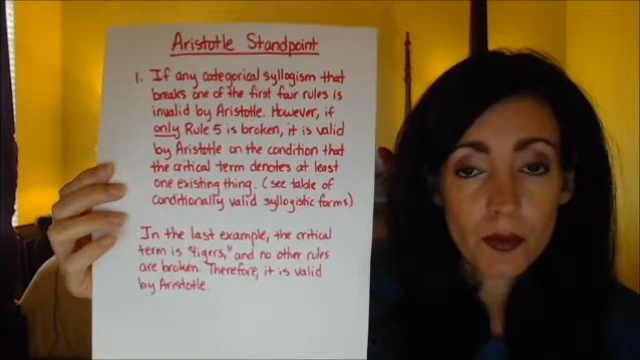 Aristotle Standpoint
1. If any categorical syllogism that
breaks one of the first four rules is
invalid by Aristotle. However, if
only Rule 5 is broken, it is valid
by Aristotle on the condition that
the critical term denotes at least
one existing thing. (see table of
conditionally valid syllogistic forms)
In the last example, the critical
term is "tigers," and no other rules
are broken. Therefore, it is valid
by Aristotle.